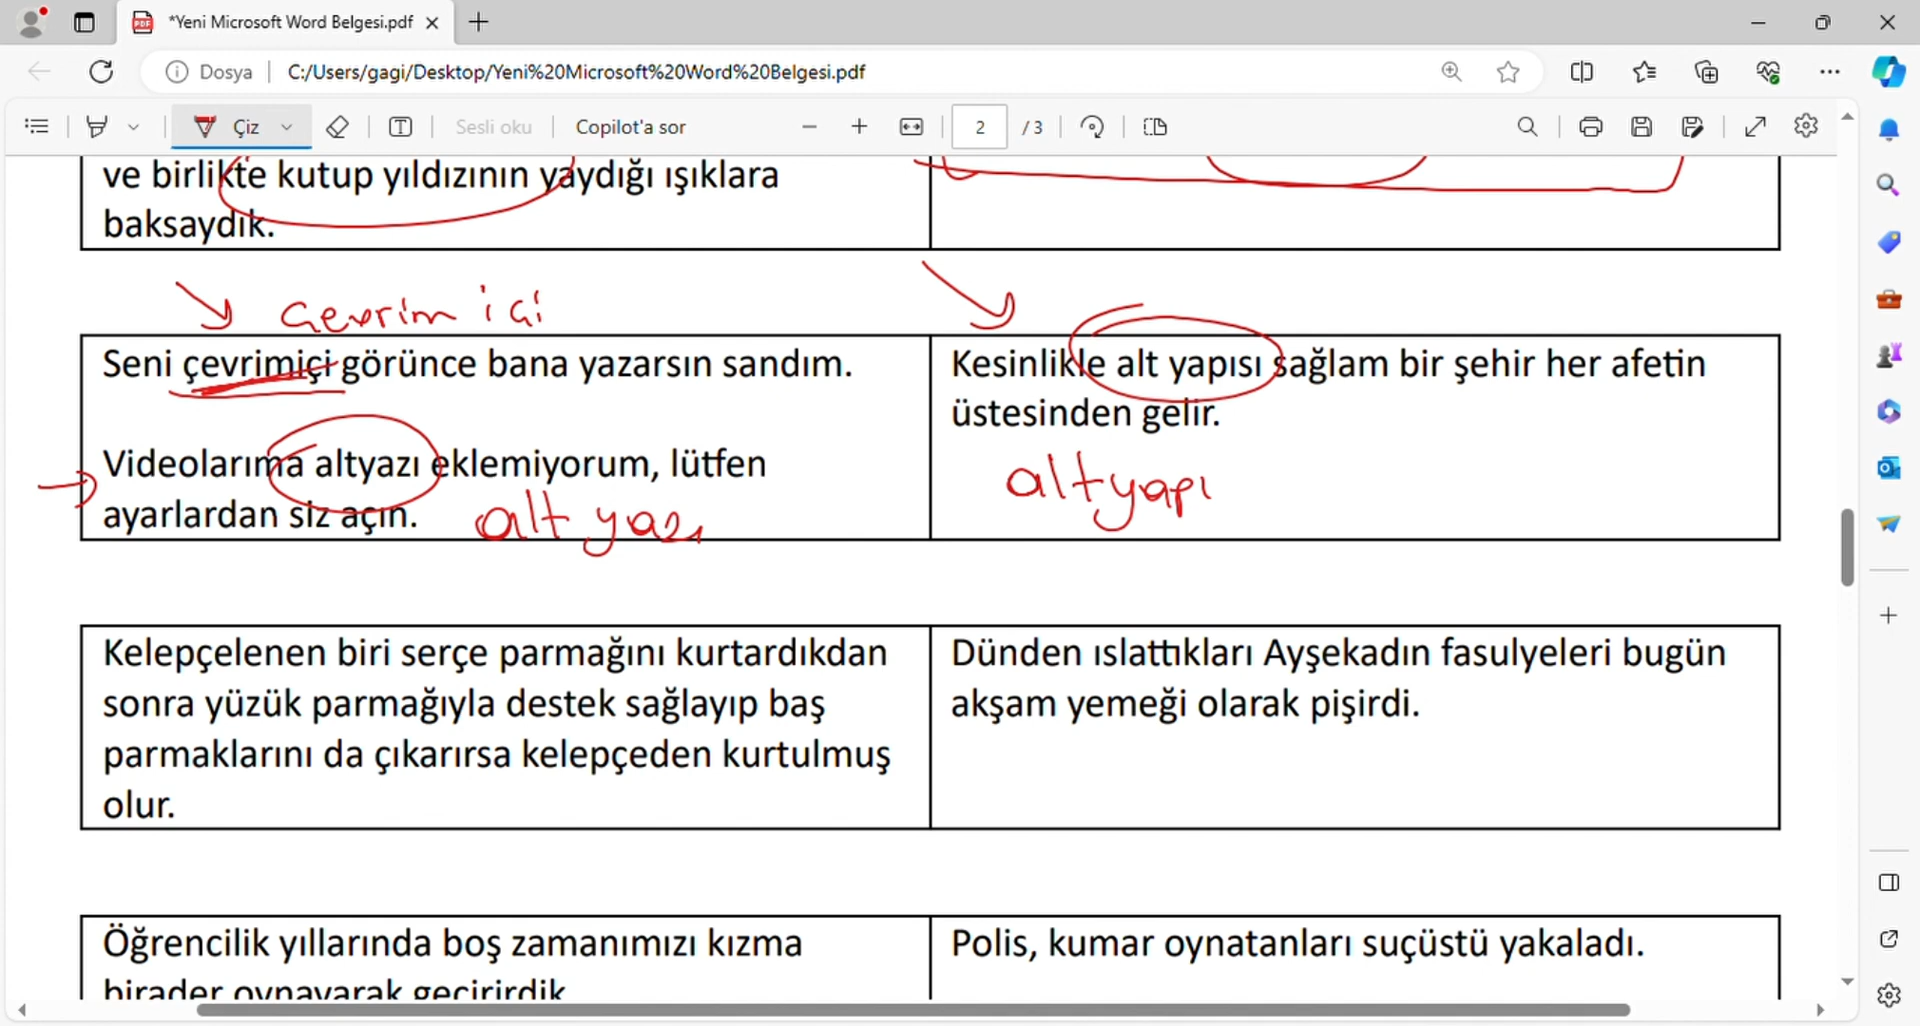 *Yeni Microsoft Word Belgesi.pdf
Dosya
C:/Users/gagi/Desktop/Yeni%20Microsoft%20Word%20Belgesi.pdf
Çiz
Sesli oku
Copilot'a sor
2 / 3
ve birlikte kutup yıldızının yaydığı ışıklara
baksaydık.
çevrim içi
Seni çevrimiçi görünce bana yazarsın sandım.
Videolarıma altyazı eklemiyorum, lütfen
ayarlardan siz açın.
alt yazı
Kesinlikle alt yapısı sağlam bir şehir her afetin
üstesinden gelir.
altyapı
Kelepçelenen biri serçe parmağını kurtardıkdan
sonra yüzük parmağıyla destek sağlayıp baş
parmaklarını da çıkarırsa kelepçeden kurtulmuş
olur.
Dünden ıslattıkları Ayşekadın fasulyeleri bugün
akşam yemeği olarak pişirdi.
Öğrencilik yıllarında boş zamanımızı kızma
birader oynayarak geçirirdik
Polis, kumar oynatanları suçüstü yakaladı.